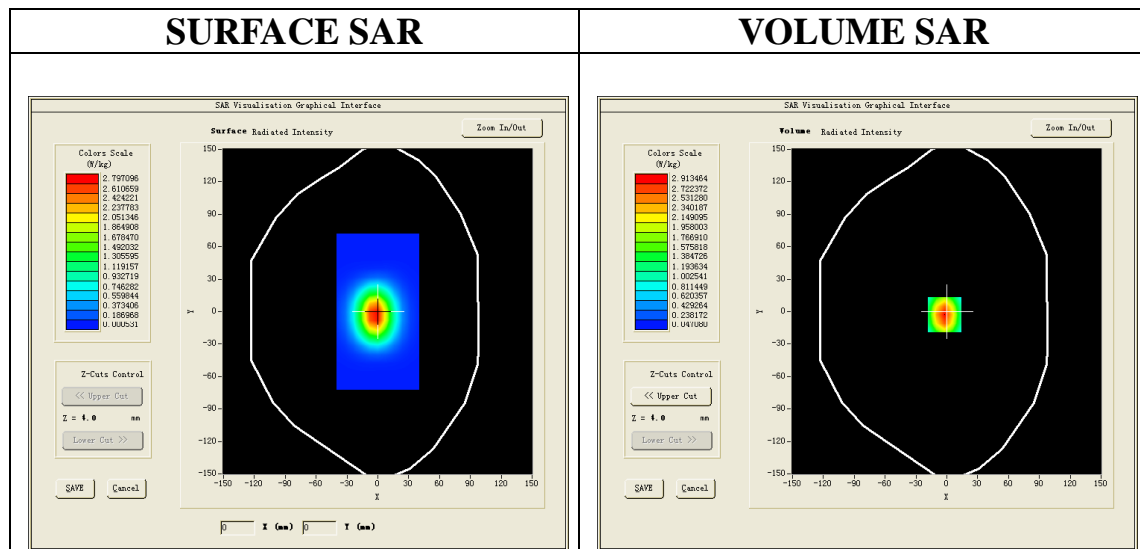 SURFACE SAR
SAR Visualisation Graphical Interface
Surface Radiated Intensity
Zoom In/Out
Colors Scale
(W/kg)
2.797096
2.610659
2.424221
2.237783
2.051346
1.864908
1.678470
1.492032
1.305595
1.119157
0.932719
0.746282
0.559844
0.373406
0.186968
0.000531
Z-Cuts Control
<< Upper Cut
Z = 4.0 mm
Lower Cut >>
SAVE Cancel
150
120
90
60
30
0
-30
-60
-90
-120
-150
Y
-150 -120 -90 -60 -30 0 30 60 90 120 150
X
0 X (mm) 0 Y (mm)
VOLUME SAR
SAR Visualisation Graphical Interface
Volume Radiated Intensity
Zoom In/Out
Colors Scale
(W/kg)
2.913464
2.722372
2.531280
2.340187
2.149095
1.958003
1.766910
1.575818
1.384726
1.193634
1.002541
0.811449
0.620357
0.429264
0.238172
0.047080
Z-Cuts Control
<< Upper Cut
Z = 4.0 mm
Lower Cut >>
SAVE Cancel
150
120
90
60
30
0
-30
-60
-90
-120
-150
Y
-150 -120 -90 -60 -30 0 30 60 90 120 150
X